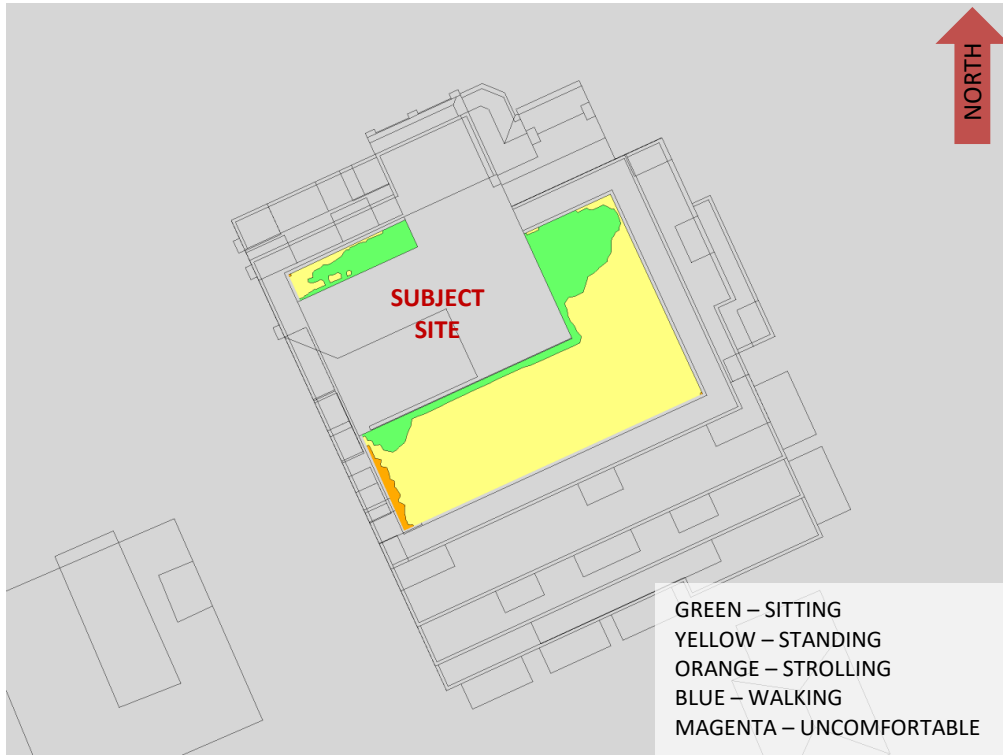 NORTH
SUBJECT
SITE
GREEN – SITTING
YELLOW – STANDING
ORANGE – STROLLING
BLUE – WALKING
MAGENTA – UNCOMFORTABLE